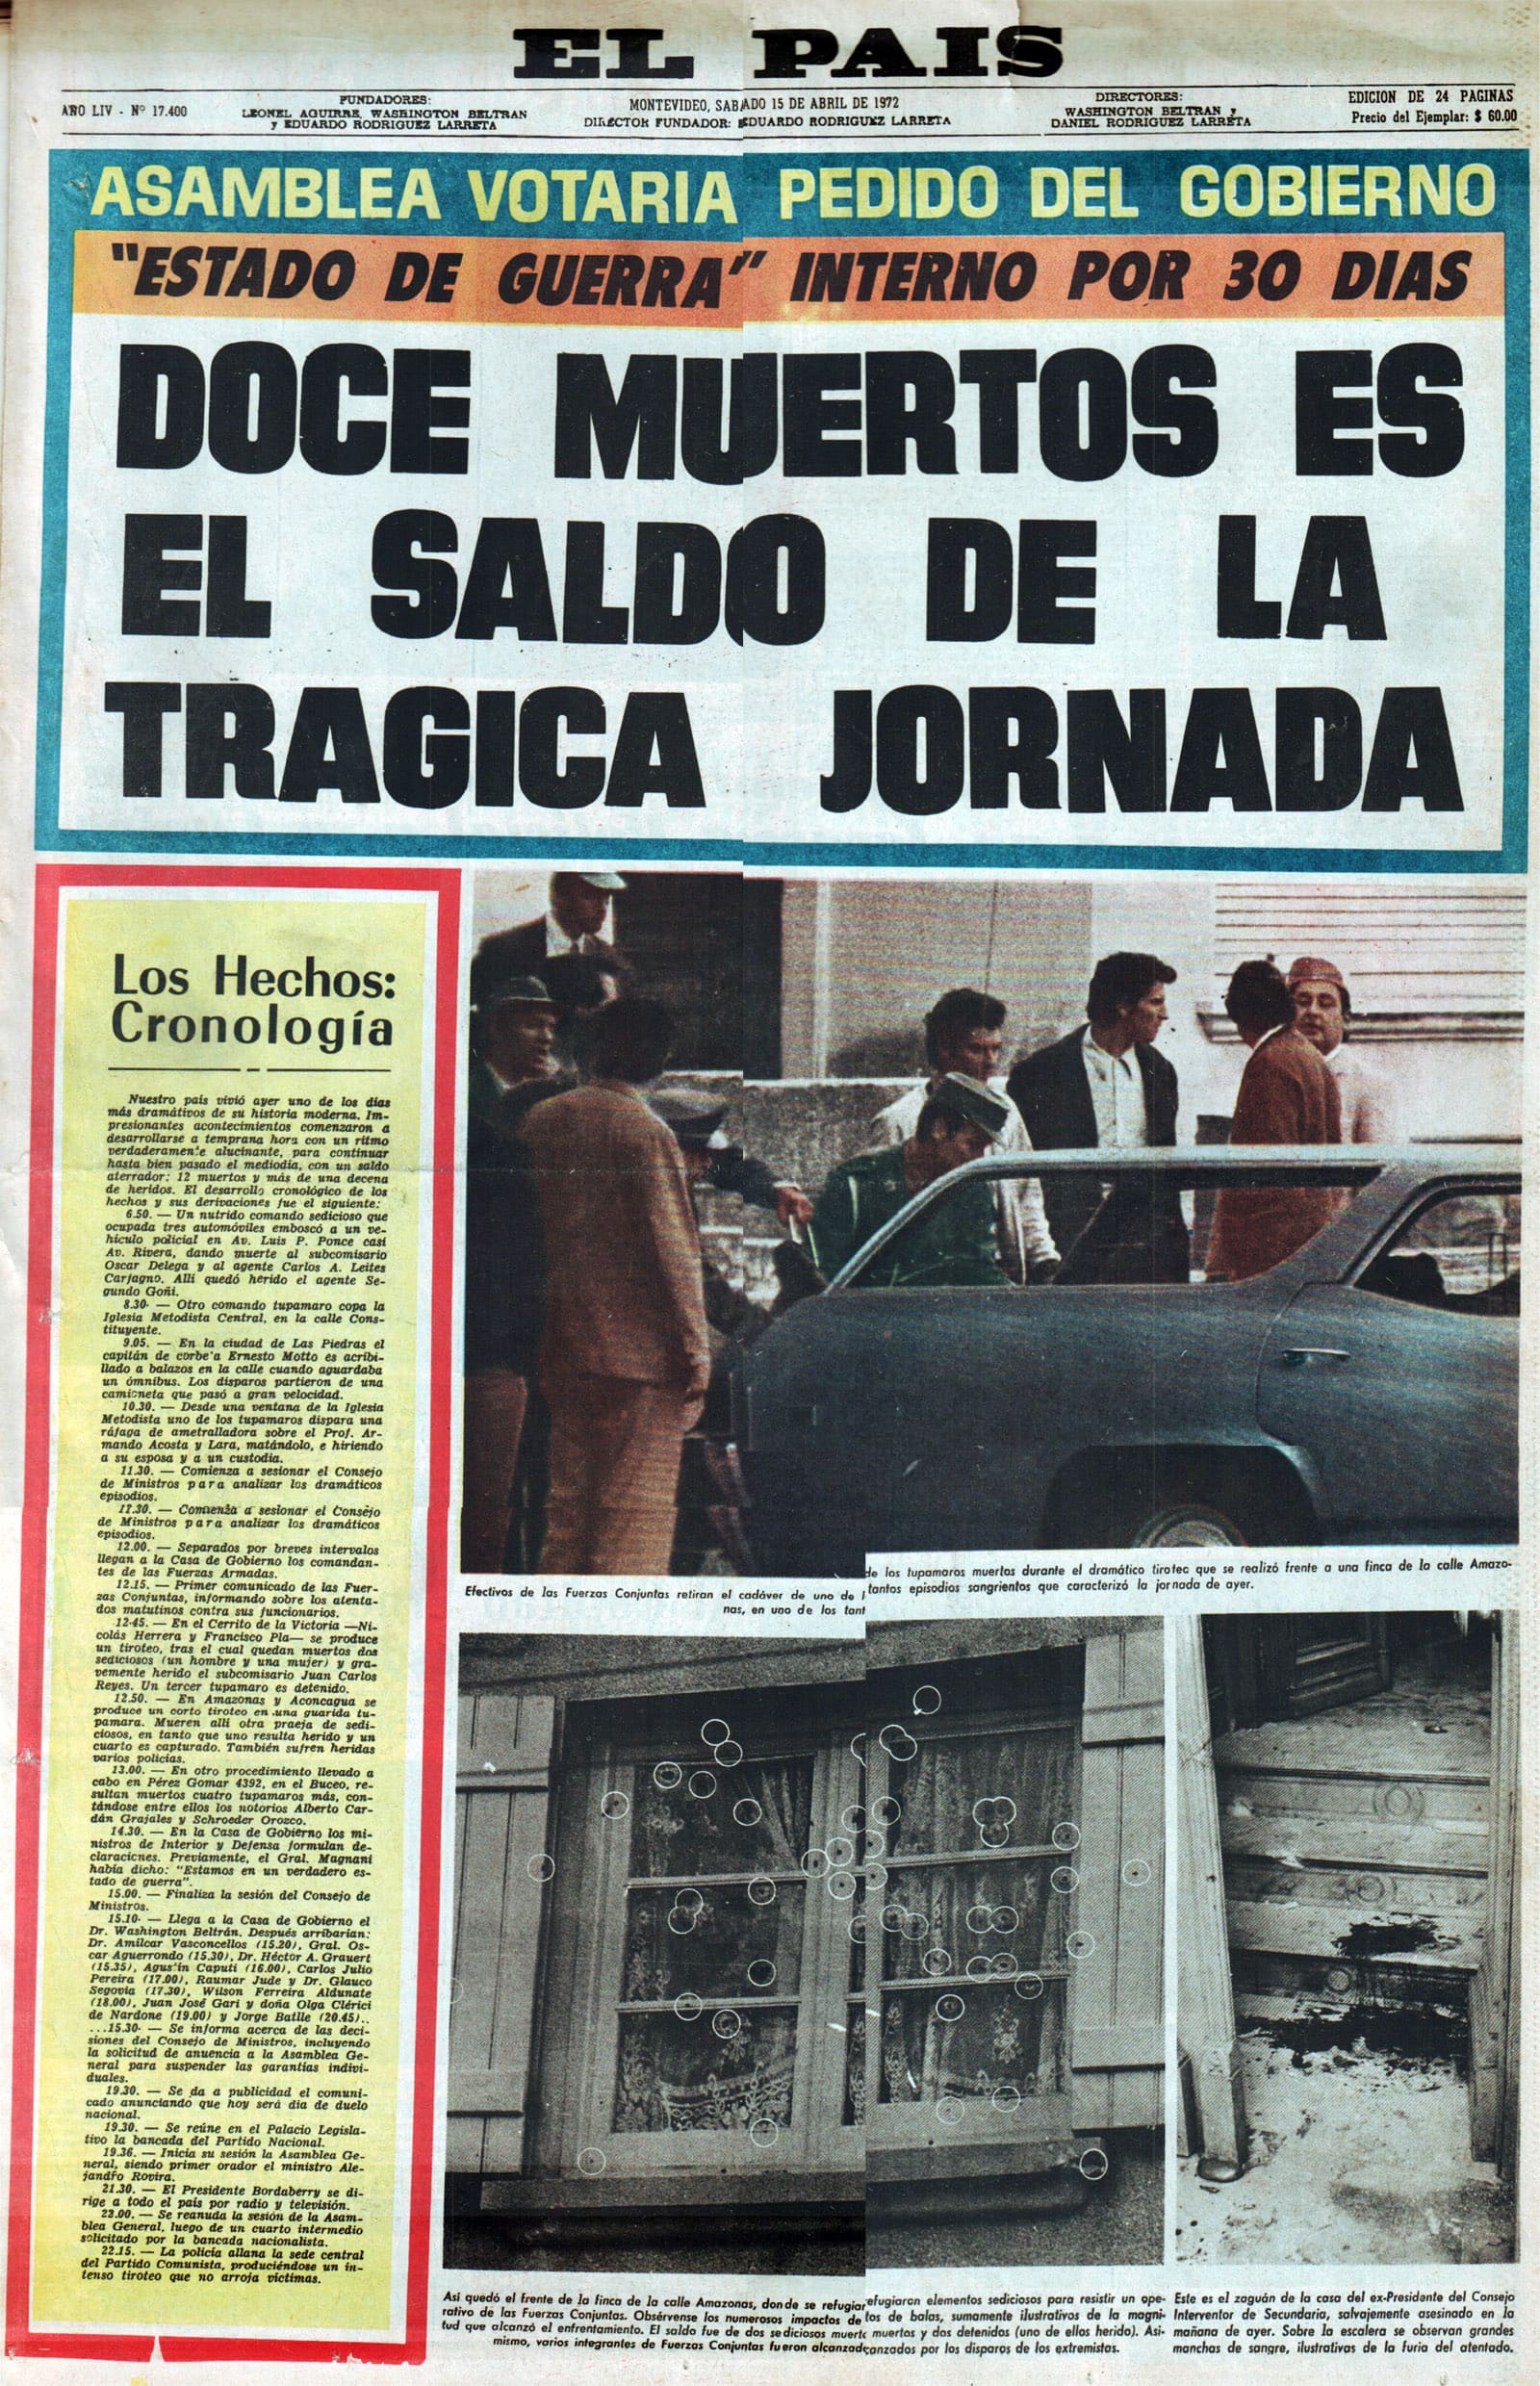 EL PAIS
AÑO LIV - Nº 17.400
FUNDADORES:
LEONEL AGUIRRE, WASHINGTON BELTRAN
y EDUARDO RODRIGUEZ LARRETA
MONTEVIDEO, SABADO 15 DE ABRIL DE 1972
DIRECTOR FUNDADOR: EDUARDO RODRIGUEZ LARRETA
DIRECTORES:
WASHINGTON BELTRAN y
DANIEL RODRIGUEZ LARRETA
EDICION DE 24 PAGINAS
Precio del Ejemplar: $ 60.00
ASAMBLEA VOTARIA PEDIDO DEL GOBIERNO
"ESTADO DE GUERRA" INTERNO POR 30 DIAS
DOCE MUERTOS ES
EL SALDO DE LA
TRAGICA JORNADA
Los Hechos:
Cronología
Nuestro país vivió ayer uno de los días
más dramáticos de su historia moderna. Im-
presionantes acontecimientos comenzaron a
desarrollarse a temprana hora con un ritmo
verdaderamente alucinante, para continuar
hasta bien pasado el mediodía, con un saldo
aterrador: 12 muertos y más de una decena
de heridos. El desarrollo cronológico de los
hechos y sus derivaciones fue el siguiente:
6.50. — Un nutrido comando sedicioso que
ocupada tres automóviles emboscó a un ve-
hículo policial en Av. Luis P. Ponce casi
Av. Rivera, dando muerte al subcomisario
Oscar Delega y al agente Carlos A. Leites
Carjagno. Allí quedó herido el agente Se-
gundo Goñi.
8.30- — Otro comando tupamaro copa la
Iglesia Metodista Central, en la calle Cons-
tituyente.
9.05. — En la ciudad de Las Piedras el
capitán de corbe'a Ernesto Motto es acribi-
llado a balazos en la calle cuando aguardaba
un ómnibus. Los disparos partieron de una
camioneta que pasó a gran velocidad.
10.30. — Desde una ventana de la Iglesia
Metodista uno de los tupamaros dispara una
ráfaga de ametralladora sobre el Prof. Ar-
mando Acosta y Lara, matándolo, e hiriendo
a su esposa y a un custodia.
11.30. — Comienza a sesionar el Consejo
de Ministros para analizar los dramáticos
episodios.
11.30. — Comienza a sesionar el Consejo
de Ministros para analizar los dramáticos
episodios.
12.00. — Separados por breves intervalos
llegan a la Casa de Gobierno los comandan-
tes de las Fuerzas Armadas.
12.15. — Primer comunicado de las Fuer-
zas Conjuntas, informando sobre los atenta-
dos matutinos contra sus funcionarios.
12-45. — En el Cerrito de la Victoria —Ni-
colás Herrera y Francisco Pla— se produce
un tiroteo, tras el cual quedan muertos dos
sediciosos (un hombre y una mujer) y gra-
vemente herido el subcomisario Juan Carlos
Reyes. Un tercer tupamaro es detenido.
12.50. — En Amazonas y Aconcagua se
produce un corto tiroteo en una guarida tu-
pamara. Mueren allí otra praeja de sedi-
ciosos, en tanto que uno resulta herido y un
cuarto es capturado. También sufren heridas
varios policías.
13.00. — En otro procedimiento llevado a
cabo en Pérez Gomar 4392, en el Buceo, re-
sultan muertos cuatro tupamaros más, con-
tándose entre ellos los notorios Alberto Car-
dán Grajales y Schroeder Orozco.
14.30. — En la Casa de Gobierno los mi-
nistros de Interior y Defensa formulan de-
claraciones. Previamente, el Gral. Magnani
había dicho: "Estamos en un verdadero es-
tado de guerra".
15.00. — Finaliza la sesión del Consejo de
Ministros.
15.10- — Llega a la Casa de Gobierno el
Dr. Washington Beltrán. Después arribarían:
Dr. Amílcar Vasconcellos (15.20), Gral. Os-
car Aguerrondo (15.30), Dr. Héctor A. Grauert
(15.35), Agus'ín Caputi (16.00), Carlos Julio
Pereira (17.00), Raumar Jude y Dr. Glauco
Segovia (17.30), Wilson Ferreira Aldunate
(18.00), Juan José Gari y doña Olga Clérici
de Nardone (19.00) y Jorge Batlle (20.45)..
...15.30- — Se informa acerca de las deci-
siones del Consejo de Ministros, incluyendo
la solicitud de anuencia a la Asamblea Ge-
neral para suspender las garantías indivi-
duales.
19.30. — Se da a publicidad el comuni-
cado anunciando que hoy será día de duelo
nacional.
19.30. — Se reúne en el Palacio Legisla-
tivo la bancada del Partido Nacional.
19.36. — Inicia su sesión la Asamblea Ge-
neral, siendo primer orador el ministro Ale-
jandro Rovira.
21.30. — El Presidente Bordaberry se di-
rige a todo el país por radio y televisión.
22.00. — Se reanuda la sesión de la Asam-
blea General, luego de un cuarto intermedio
solicitado por la bancada nacionalista.
22.15. — La policía allana la sede central
del Partido Comunista, produciéndose un in-
tenso tiroteo que no arroja víctimas.
Efectivos de las Fuerzas Conjuntas retiran el cadáver de uno de los tupamaros muertos durante el dramático tiroteo que se realizó frente a una finca de la calle Amazo-
nas, en uno de los tantos episodios sangrientos que caracterizó la jornada de ayer.
Así quedó el frente de la finca de la calle Amazonas, donde se refugiaron elementos sediciosos para resistir un ope-
rativo de las Fuerzas Conjuntas. Obsérvense los numerosos impactos de balas, sumamente ilustrativos de la magni-
tud que alcanzó el enfrentamiento. El saldo fue de dos sediciosos muertos y dos detenidos (uno de ellos herido). Asi-
mismo, varios integrantes de Fuerzas Conjuntas fueron alcanzados por los disparos de los extremistas.
Este es el zaguán de la casa del ex-Presidente del Consejo
Interventor de Secundaria, salvajemente asesinado en la
mañana de ayer. Sobre la escalera se observan grandes
manchas de sangre, ilustrativas de la furia del atentado.